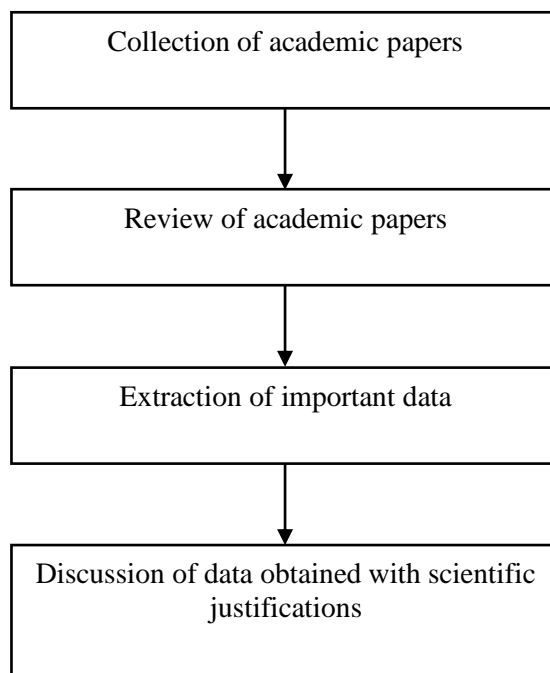 Collection of academic papers
Review of academic papers
Extraction of important data
Discussion of data obtained with scientific
justifications